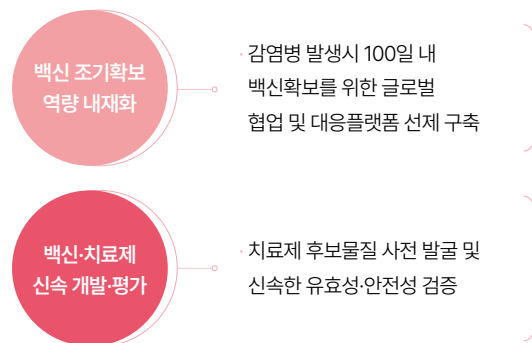 백신 조기확보
역량 내재화
· 감염병 발생시 100일 내
백신확보를 위한 글로벌
협업 및 대응플랫폼 선제 구축
백신·치료제
신속 개발·평가
· 치료제 후보물질 사전 발굴 및
신속한 유효성·안전성 검증